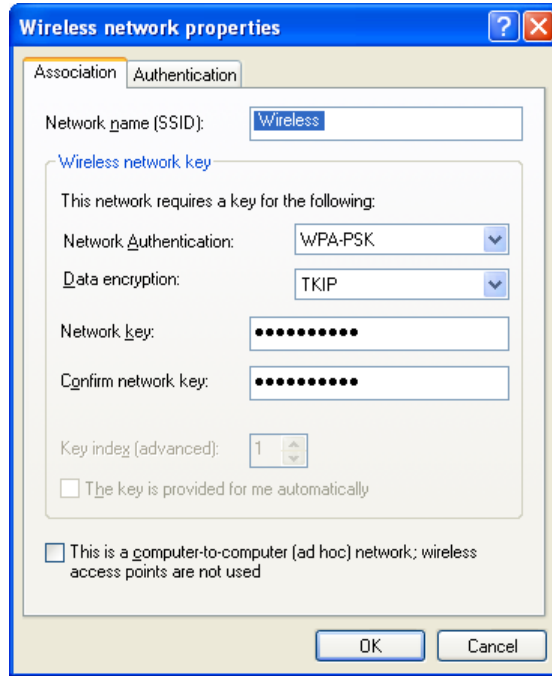 Wireless network properties
Association Authentication
Network name (SSID): Wireless
Wireless network key
This network requires a key for the following:
Network Authentication: WPA-PSK
Data encryption: TKIP
Network key: ••••••••••
Confirm network key: ••••••••••
Key index (advanced): 1
The key is provided for me automatically
This is a computer-to-computer (ad hoc) network; wireless
access points are not used
OK Cancel